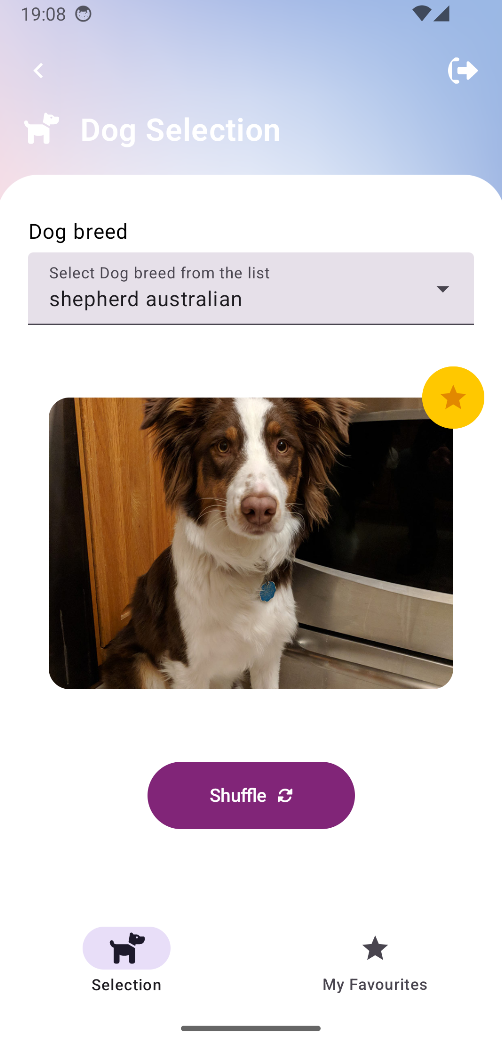 19:08
Dog Selection
Dog breed
Select Dog breed from the list
shepherd australian
Shuffle
Selection
My Favourites